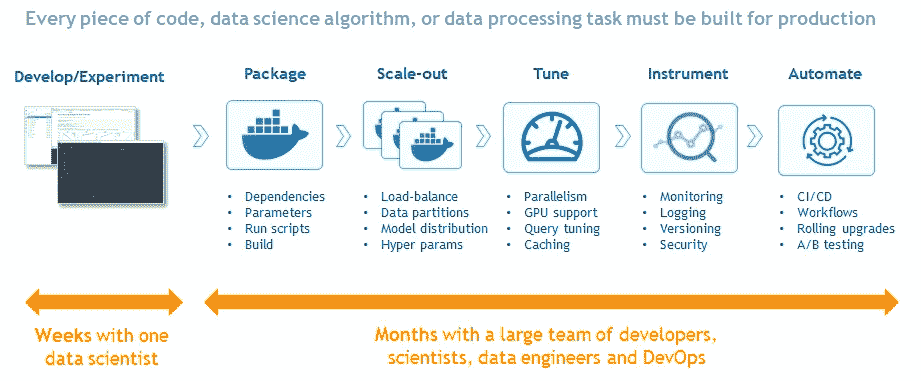 Every piece of code, data science algorithm, or data processing task must be built for production
Develop/Experiment
Package
Scale-out
Tune
Instrument
Automate
• Dependencies
• Parameters
• Run scripts
• Build
• Load-balance
• Data partitions
• Model distribution
• Hyper params
• Parallelism
• GPU support
• Query tuning
• Caching
• Monitoring
• Logging
• Versioning
• Security
• CI/CD
• Workflows
• Rolling upgrades
• A/B testing
Weeks with one
data scientist
Months with a large team of developers,
scientists, data engineers and DevOps